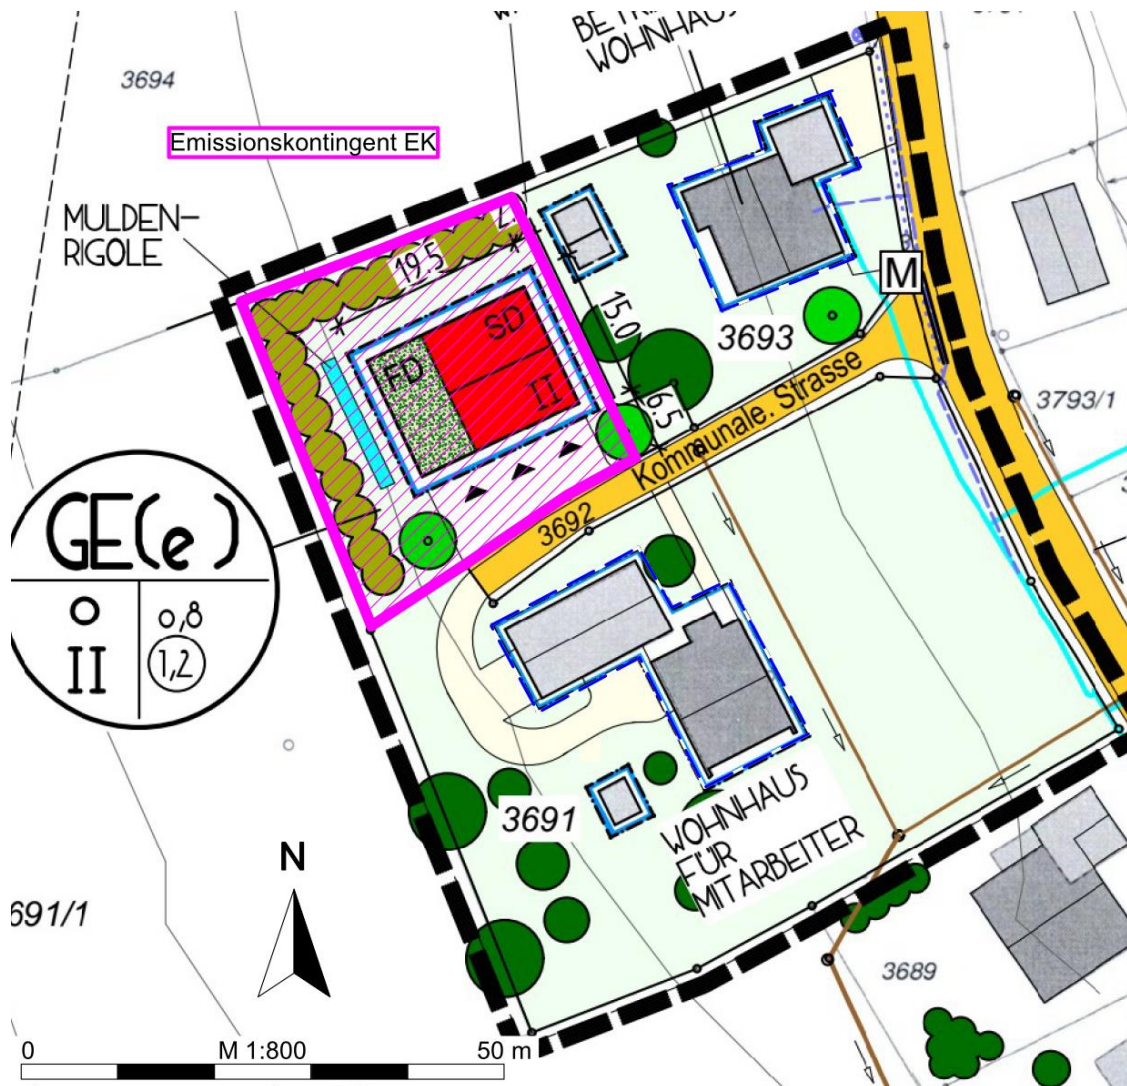 WOHNHAUS
3694
Emissionskontingent EK
MULDEN-
RIGOLE
19.5
SD
FD
II
15.0
6.5
M
3693
Kommunale. Strasse
3692
3793/1
GE(e)
o
0,8
II
1,2
3691
WOHNHAUS
FÜR
MITARBEITER
N
691/1
3689
0
M 1:800
50 m